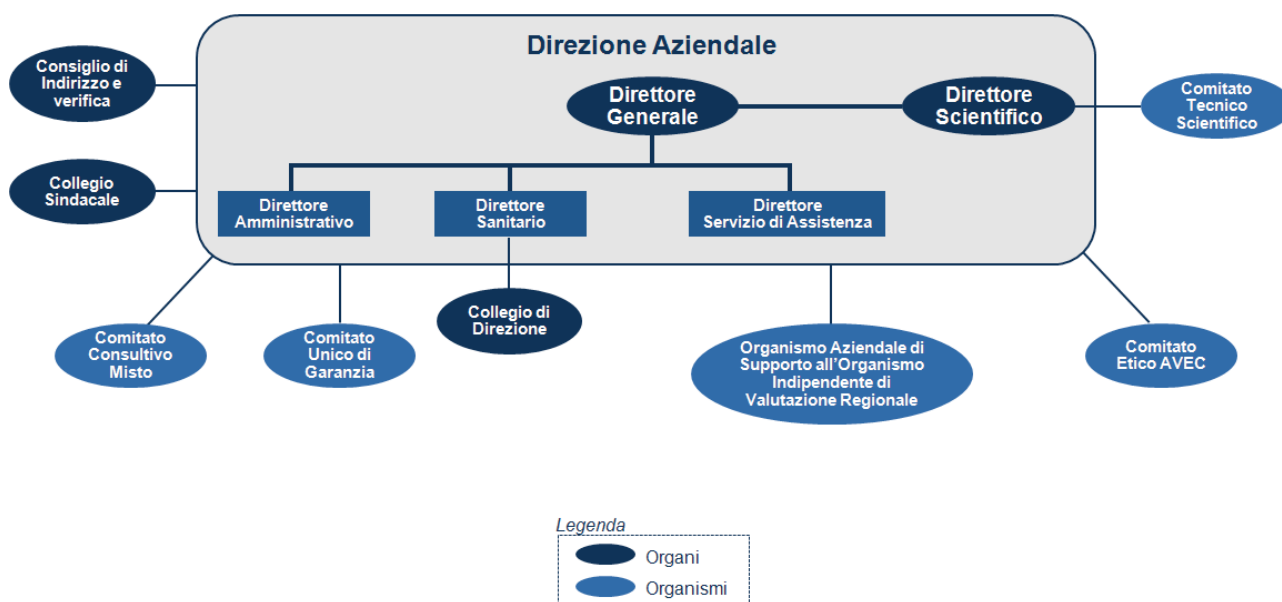 Direzione Aziendale
Consiglio di
Indirizzo e
verifica
Direttore
Generale
Direttore
Scientifico
Comitato
Tecnico
Scientifico
Collegio
Sindacale
Direttore
Amministrativo
Direttore
Sanitario
Direttore
Servizio di Assistenza
Comitato
Consultivo
Misto
Comitato
Unico di
Garanzia
Collegio di
Direzione
Organismo Aziendale di
Supporto all’Organismo
Indipendente di
Valutazione Regionale
Comitato
Etico AVEC
Legenda
Organi
Organismi